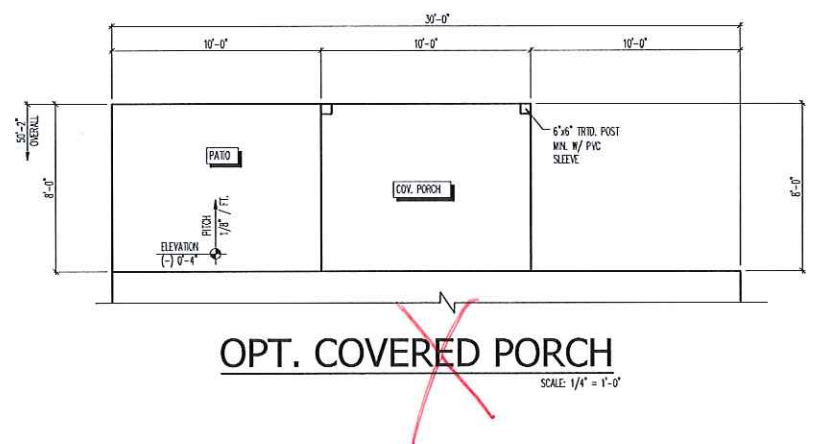 30'-0"
10'-0" 10'-0" 10'-0"
50'-2"
OVERALL
8'-0"
PATIO
6"x6" TRTD. POST
MIN. W/ PVC
SLEEVE
COV. PORCH
8'-0"
PITCH
1/8" / FT.
ELEVATION
(-) 0'-4"
OPT. COVERED PORCH
SCALE: 1/4" = 1'-0"